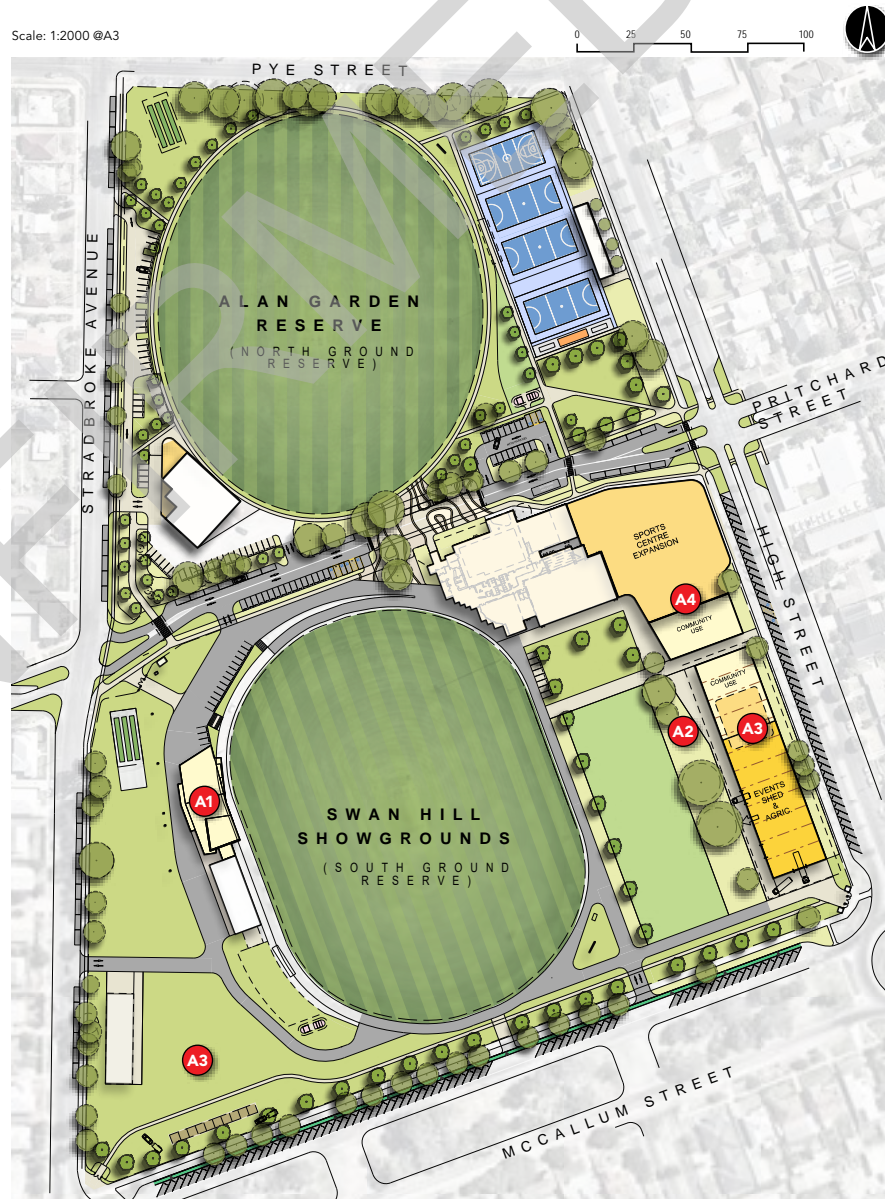 Scale: 1:2000 @A3
0 25 50 75 100
PYE STREET
STRADBROKE AVENUE
ALAN GARDEN
RESERVE
(NORTH GROUND
RESERVE)
PRITCHARD
STREET
HIGH STREET
SPORTS
CENTRE
EXPANSION
A4
COMMUNITY
USE
COMMUNITY
USE
A2
A3
EVENTS
SHED
&
AGRIC.
A1
SWAN HILL
SHOWGROUNDS
(SOUTH GROUND
RESERVE)
A3
MCCALLUM STREET